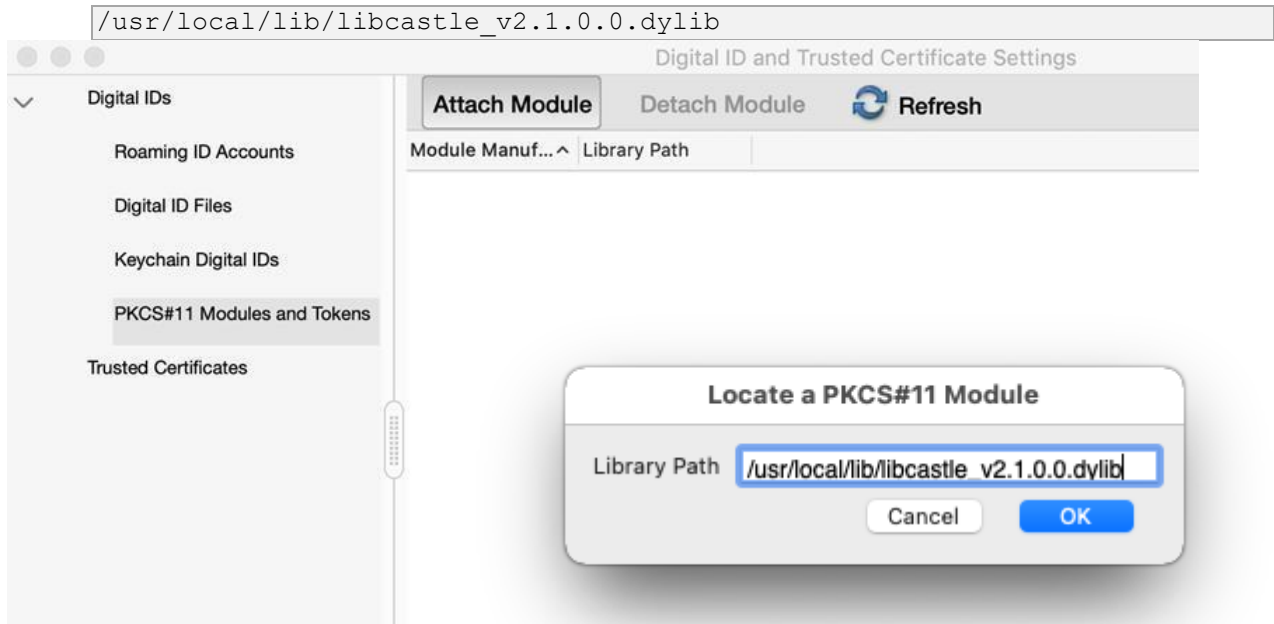 /usr/local/lib/libcastle_v2.1.0.0.dylib
Digital ID and Trusted Certificate Settings
Digital IDs
Roaming ID Accounts
Digital ID Files
Keychain Digital IDs
PKCS#11 Modules and Tokens
Trusted Certificates
Attach Module Detach Module Refresh
Module Manuf... Library Path
Locate a PKCS#11 Module
Library Path /usr/local/lib/libcastle_v2.1.0.0.dylib
Cancel OK